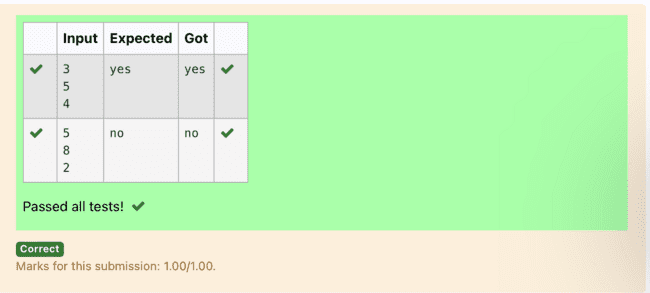 Input Expected Got
3 yes yes
5
4
5 no no
8
2
Passed all tests!
Correct
Marks for this submission: 1.00/1.00.